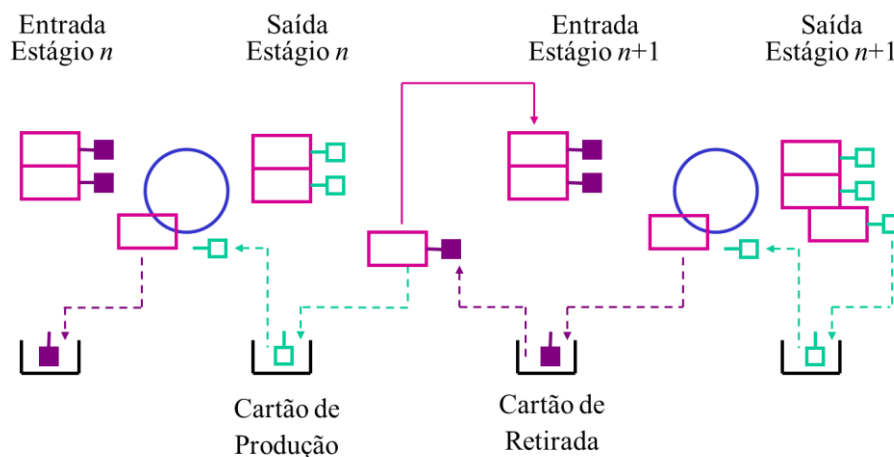 Entrada
Estágio n
Saída
Estágio n
Entrada
Estágio n+1
Saída
Estágio n+1
Cartão de
Produção
Cartão de
Retirada